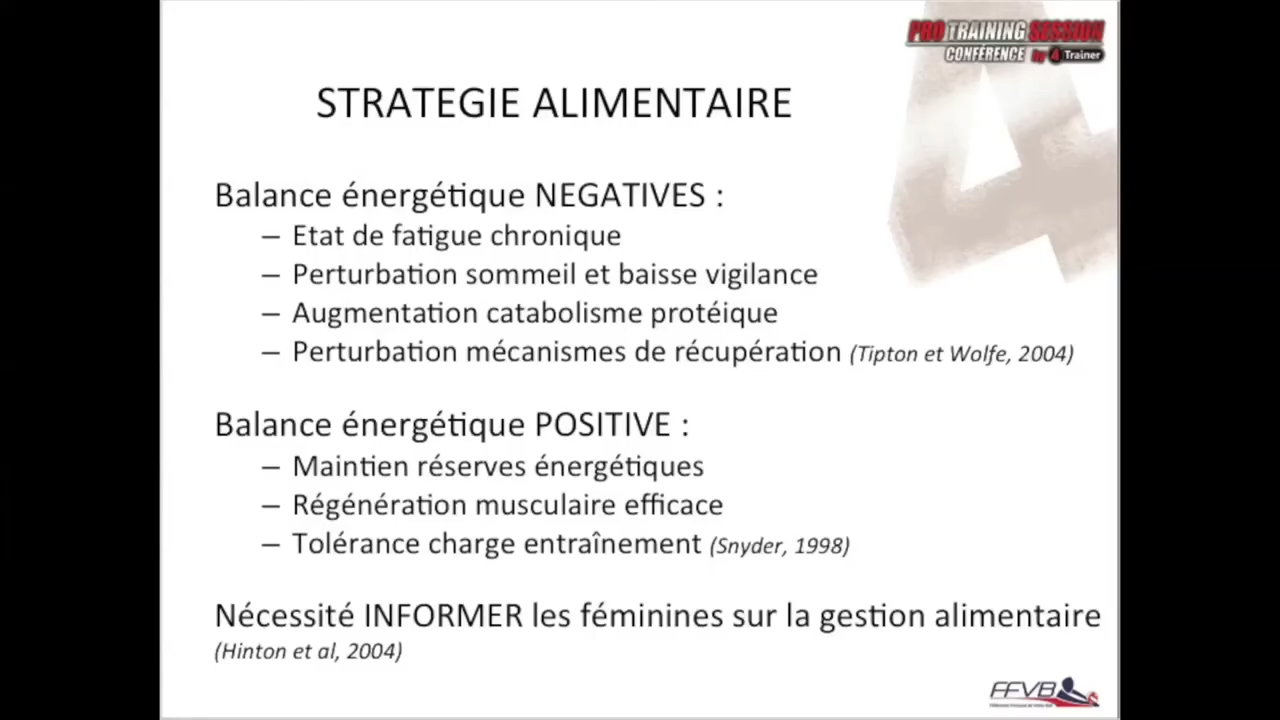 PRO TRAINING SESSION
CONFÉRENCE by 4 Trainer
STRATEGIE ALIMENTAIRE
Balance énergétique NEGATIVES :
– Etat de fatigue chronique
– Perturbation sommeil et baisse vigilance
– Augmentation catabolisme protéique
– Perturbation mécanismes de récupération (Tipton et Wolfe, 2004)
Balance énergétique POSITIVE :
– Maintien réserves énergétiques
– Régénération musculaire efficace
– Tolérance charge entraînement (Snyder, 1998)
Nécessité INFORMER les féminines sur la gestion alimentaire
(Hinton et al, 2004)
FFVB